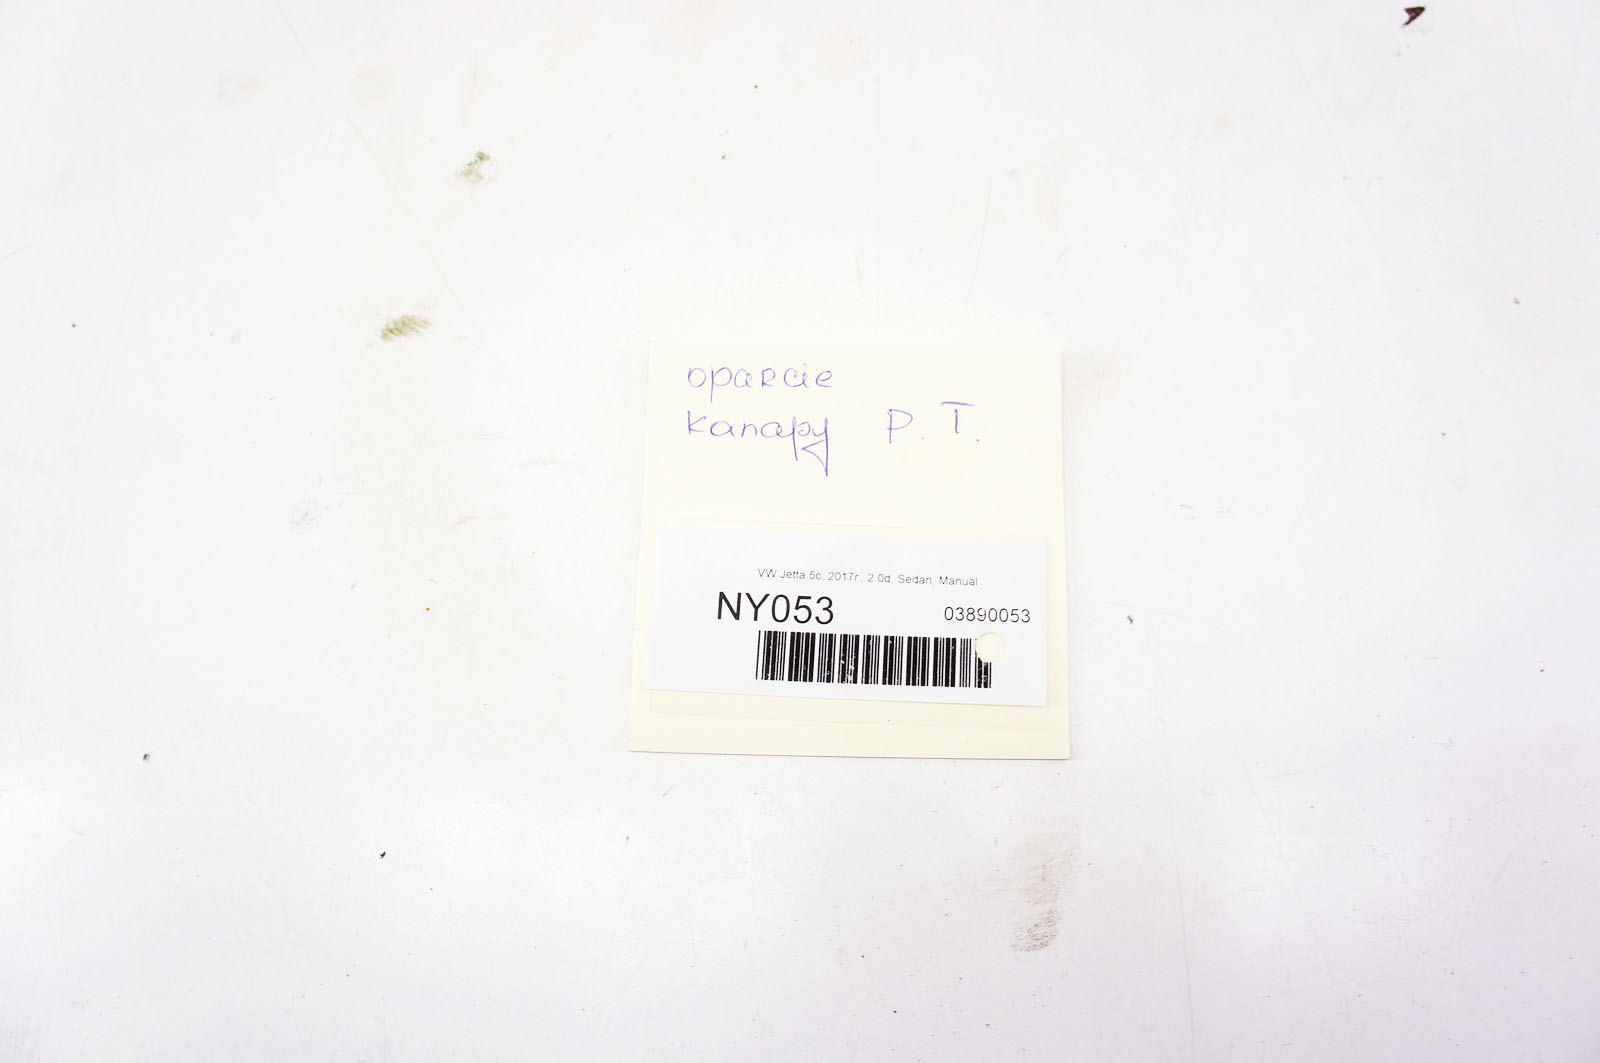 oparcie
kanapy P. T.
VW Jetta 5c, 2017r., 2.0d, Sedan, Manual
NY053 03890053